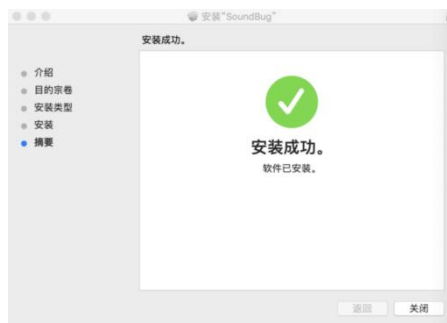 安装"SoundBug"
安装成功。
介绍
目的宗卷
安装类型
安装
摘要
安装成功。
软件已安装。
返回
关闭